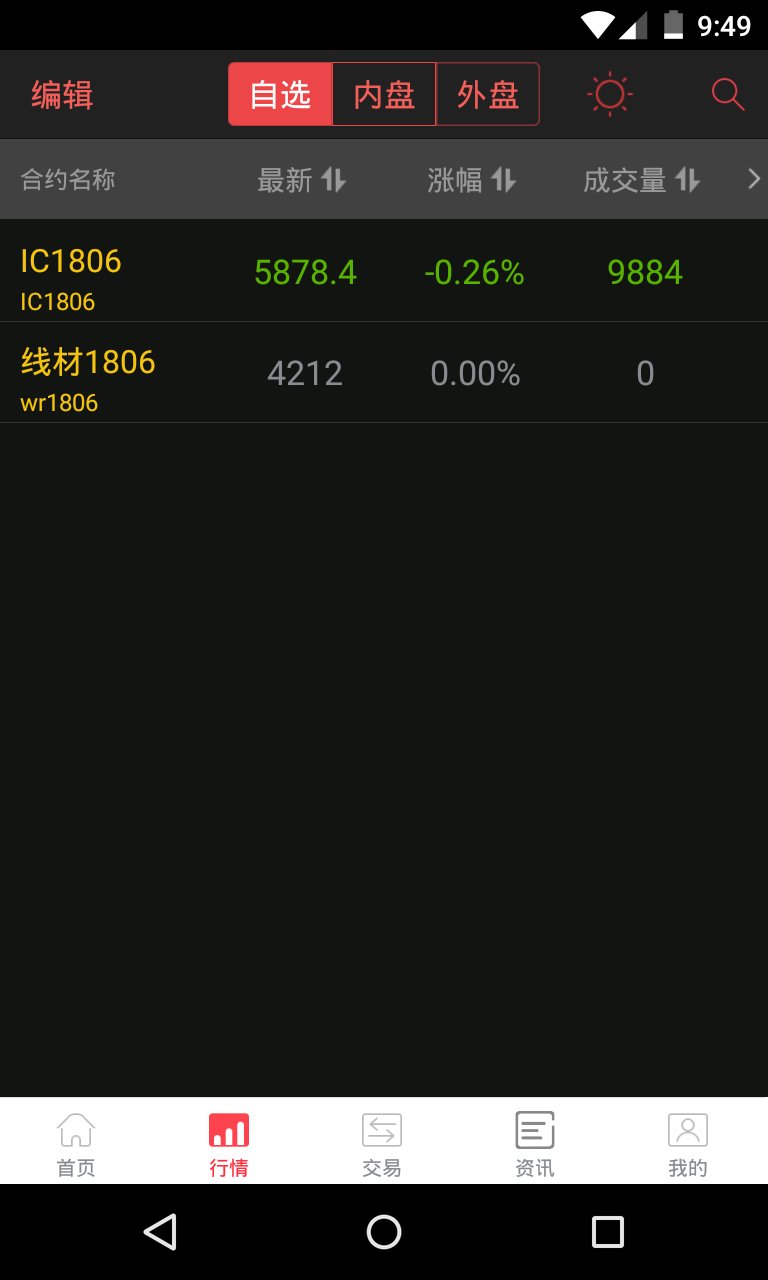 9:49
编辑 自选 内盘 外盘
合约名称 最新 涨幅 成交量
IC1806 5878.4 -0.26% 9884
IC1806
线材1806 4212 0.00% 0
wr1806
首页 行情 交易 资讯 我的